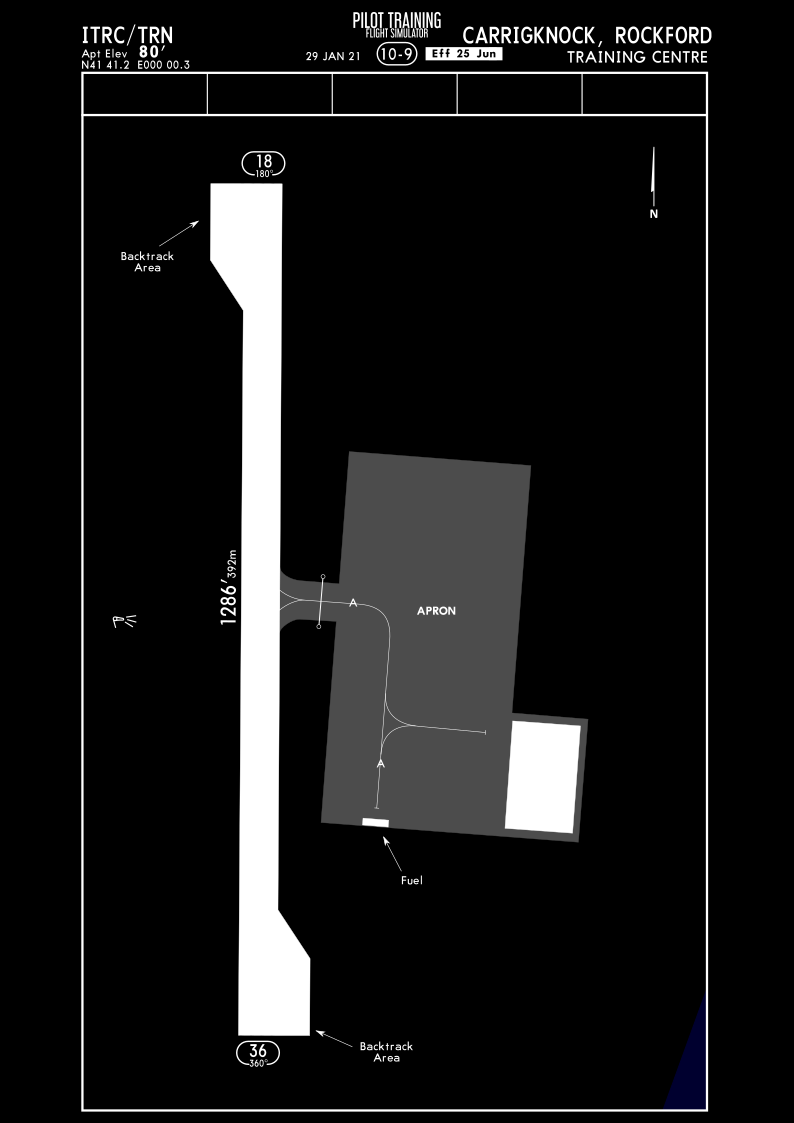 ITRC/TRN
Apt Elev 80'
N41 41.2 E000 00.3
PILOT TRAINING
FLIGHT SIMULATOR
29 JAN 21 10-9 Eff 25 Jun
CARRIGKNOCK, ROCKFORD
TRAINING CENTRE
18
180°
N
Backtrack
Area
1286' 392m
A
APRON
A
Fuel
36
360°
Backtrack
Area